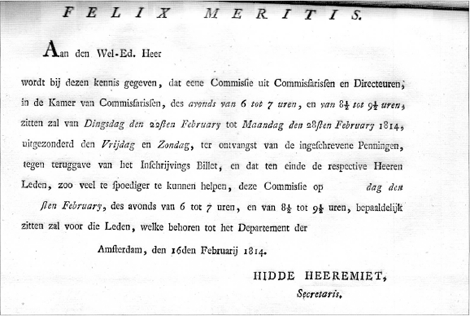 FELIX MERITIS.
Aan den Wel-Ed. Heer
wordt bij dezen kennis gegeven, dat eene Commissie uit Commissarissen en Directeuren,
in de Kamer van Commissarissen, des avonds van 6 tot 7 uren, en van 8½ tot 9½ uren,
zitten zal van Dingsdag den 22sten February tot Maandag den 28sten February 1814,
uitgezonderd den Vrijdag en Zondag, ter ontvangst van de ingeschrevene Penningen,
tegen teruggave van het Inschrijvings Billet, en dat ten einde de respective Heeren
Leden, zoo veel te spoediger te kunnen helpen, deze Commissie op dag den
sten February, des avonds van 6 tot 7 uren, en van 8½ tot 9½ uren, bepaaldelijk
zitten zal voor die Leden, welke behoren tot het Departement der
Amsterdam, den 16den Februarij 1814.
HIDDE HEEREMIET,
Secretaris.